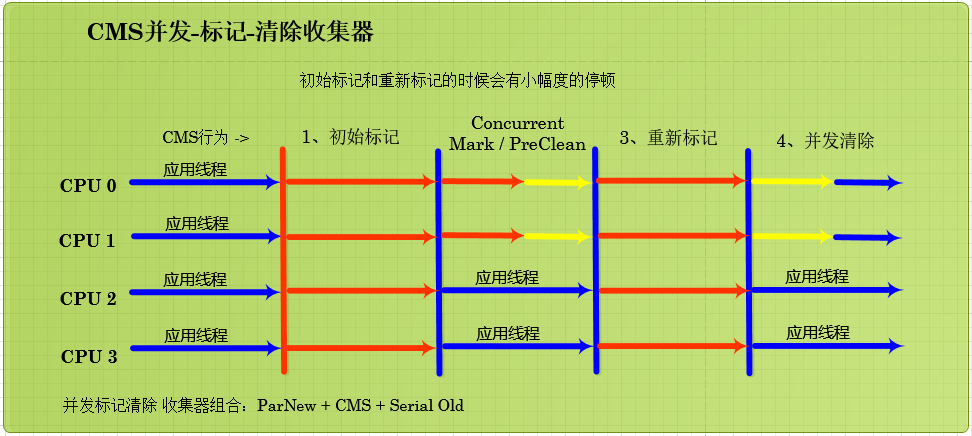 CMS并发-标记-清除收集器
初始标记和重新标记的时候会有小幅度的停顿
CMS行为 ->
1、初始标记
Concurrent
Mark / PreClean
3、重新标记
4、并发清除
CPU 0
应用线程
CPU 1
应用线程
CPU 2
应用线程
应用线程
应用线程
CPU 3
应用线程
应用线程
应用线程
并发标记清除 收集器组合：ParNew + CMS + Serial Old